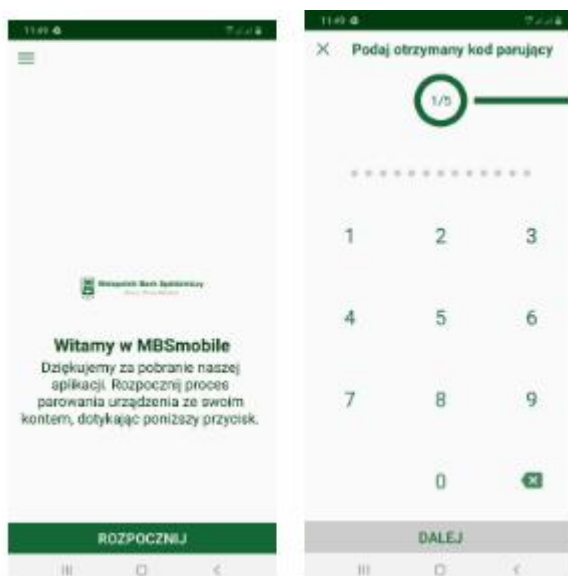 11:49
Bank Spółdzielczy
Witamy w MBSmobile
Dziękujemy za pobranie naszej
aplikacji. Rozpocznij proces
parowania urządzenia ze swoim
kontem, dotykając poniższy przycisk.
ROZPOCZNIJ
11:49
Podaj otrzymany kod parujący
1/5
1 2 3
4 5 6
7 8 9
0
DALEJ